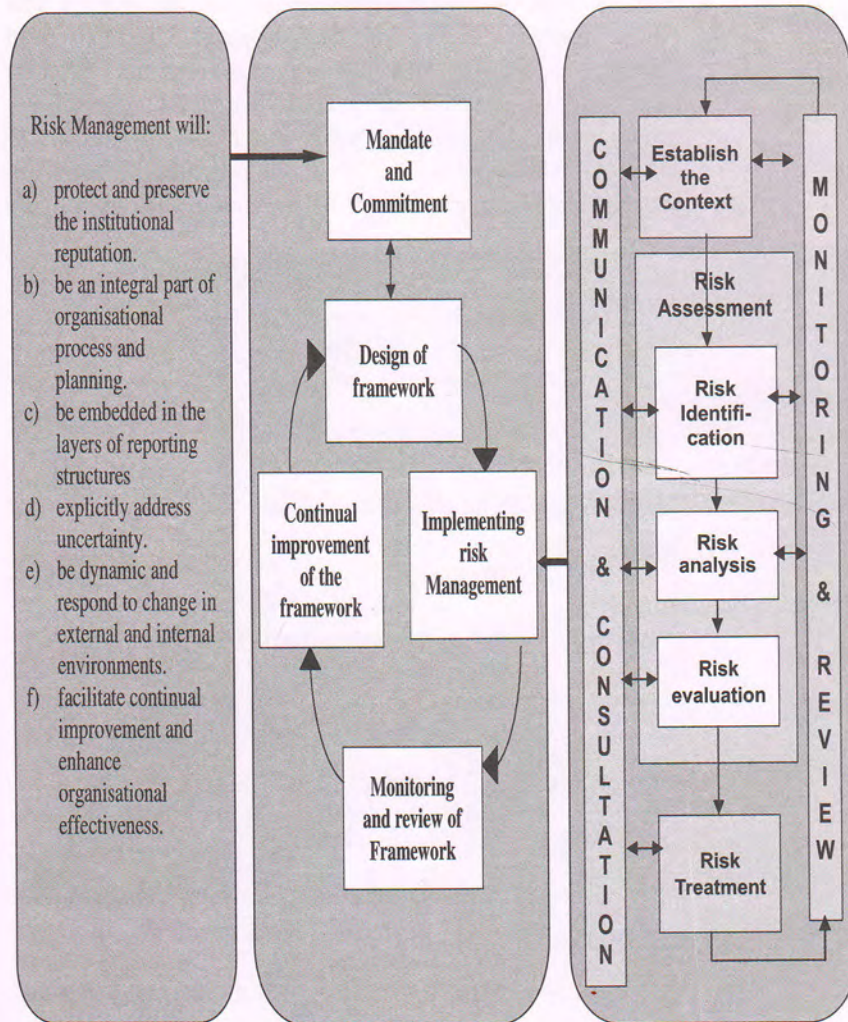 Risk Management will:
a) protect and preserve
the institutional
reputation.
b) be an integral part of
organisational
process and
planning.
c) be embedded in the
layers of reporting
structures
d) explicitly address
uncertainty.
e) be dynamic and
respond to change in
external and internal
environments.
f) facilitate continual
improvement and
enhance
organisational
effectiveness.
Mandate
and
Commitment
Design of
framework
Implementing
risk
Management
Monitoring
and review of
Framework
Continual
improvement
of the
framework
COMMUNICATION & CONSULTATION
Establish
the
Context
Risk
Assessment
Risk
Identifi-
cation
Risk
analysis
Risk
evaluation
Risk
Treatment
MONITORING & REVIEW